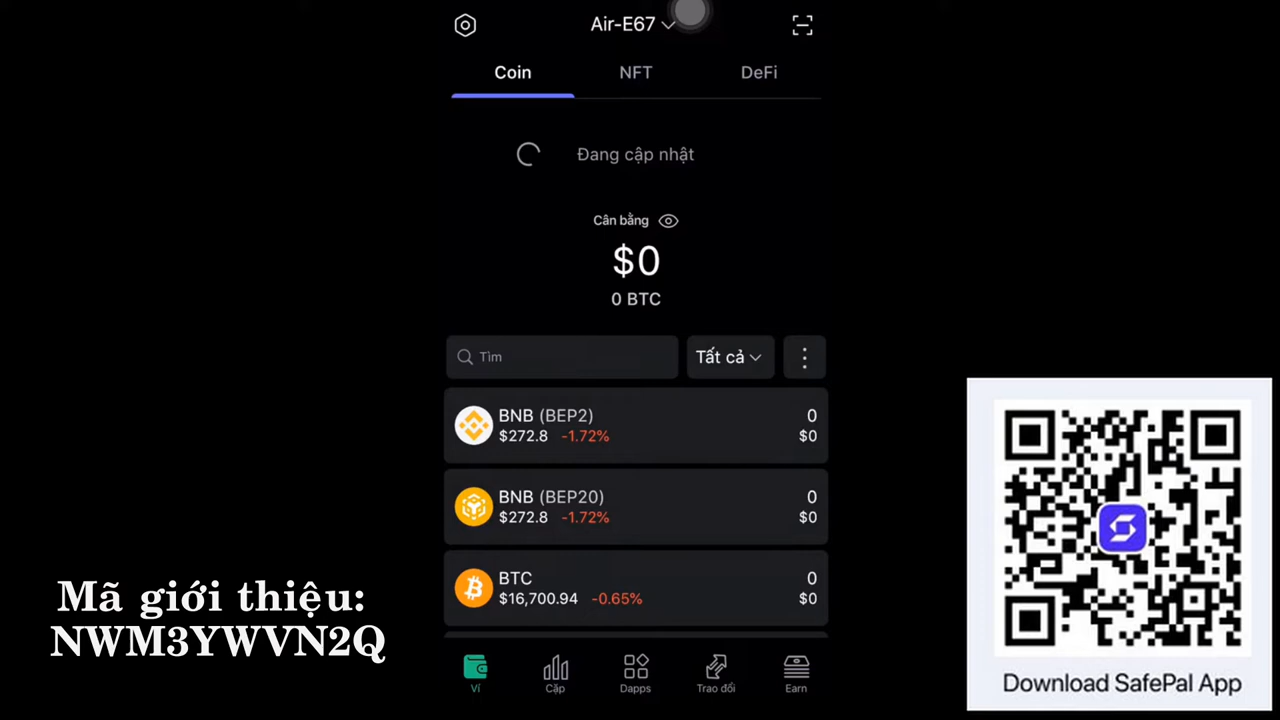 Air-E67
Coin NFT DeFi
Đang cập nhật
Cân bằng
$0
0 BTC
Tìm Tất cả
BNB (BEP2) 0
$272.8 -1.72% $0
BNB (BEP20) 0
$272.8 -1.72% $0
BTC 0
$16,700.94 -0.65% $0
Ví Cặp Dapps Trao đổi Earn
Mã giới thiệu:
NWM3YWVN2Q
Download SafePal App